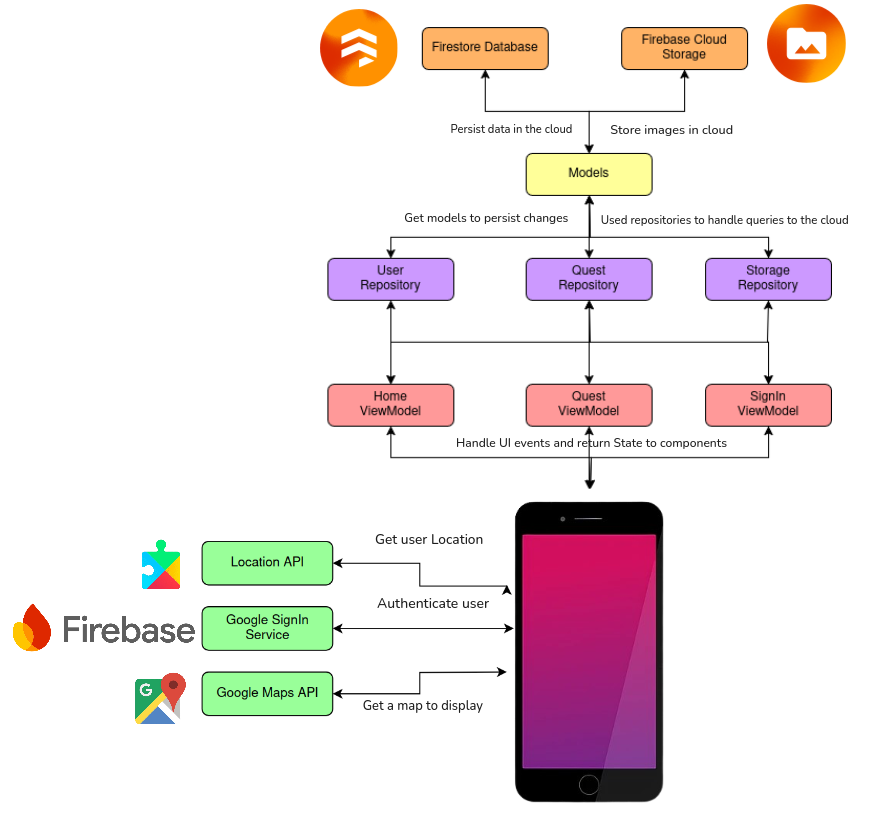 Firestore Database
Firebase Cloud
Storage
Persist data in the cloud
Store images in cloud
Models
Get models to persist changes
Used repositories to handle queries to the cloud
User
Repository
Quest
Repository
Storage
Repository
Home
ViewModel
Quest
ViewModel
SignIn
ViewModel
Handle UI events and return State to components
Get user Location
Location API
Authenticate user
Firebase
Google SignIn
Service
G
Google Maps API
Get a map to display